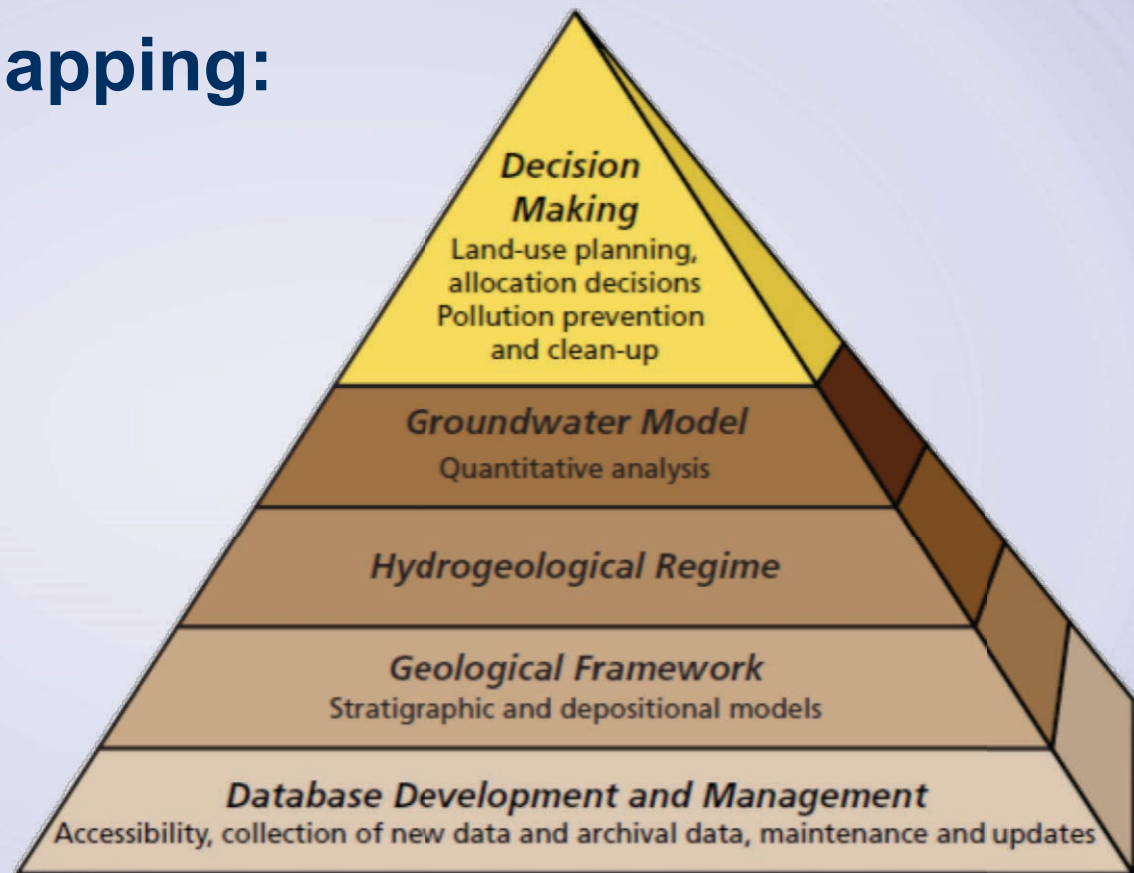 apping:
Decision
Making
Land-use planning,
allocation decisions
Pollution prevention
and clean-up
Groundwater Model
Quantitative analysis
Hydrogeological Regime
Geological Framework
Stratigraphic and depositional models
Database Development and Management
Accessibility, collection of new data and archival data, maintenance and updates